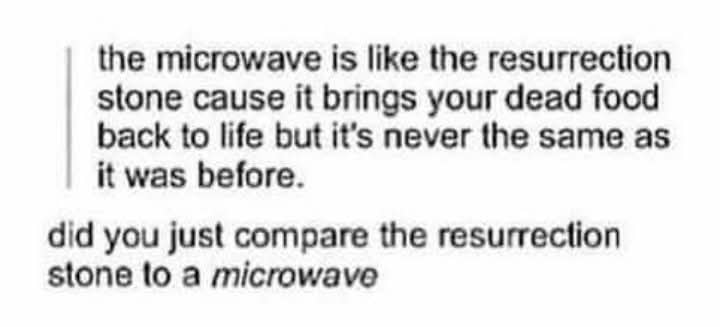 the microwave is like the resurrection
stone cause it brings your dead food
back to life but it's never the same as
it was before.
did you just compare the resurrection
stone to a microwave